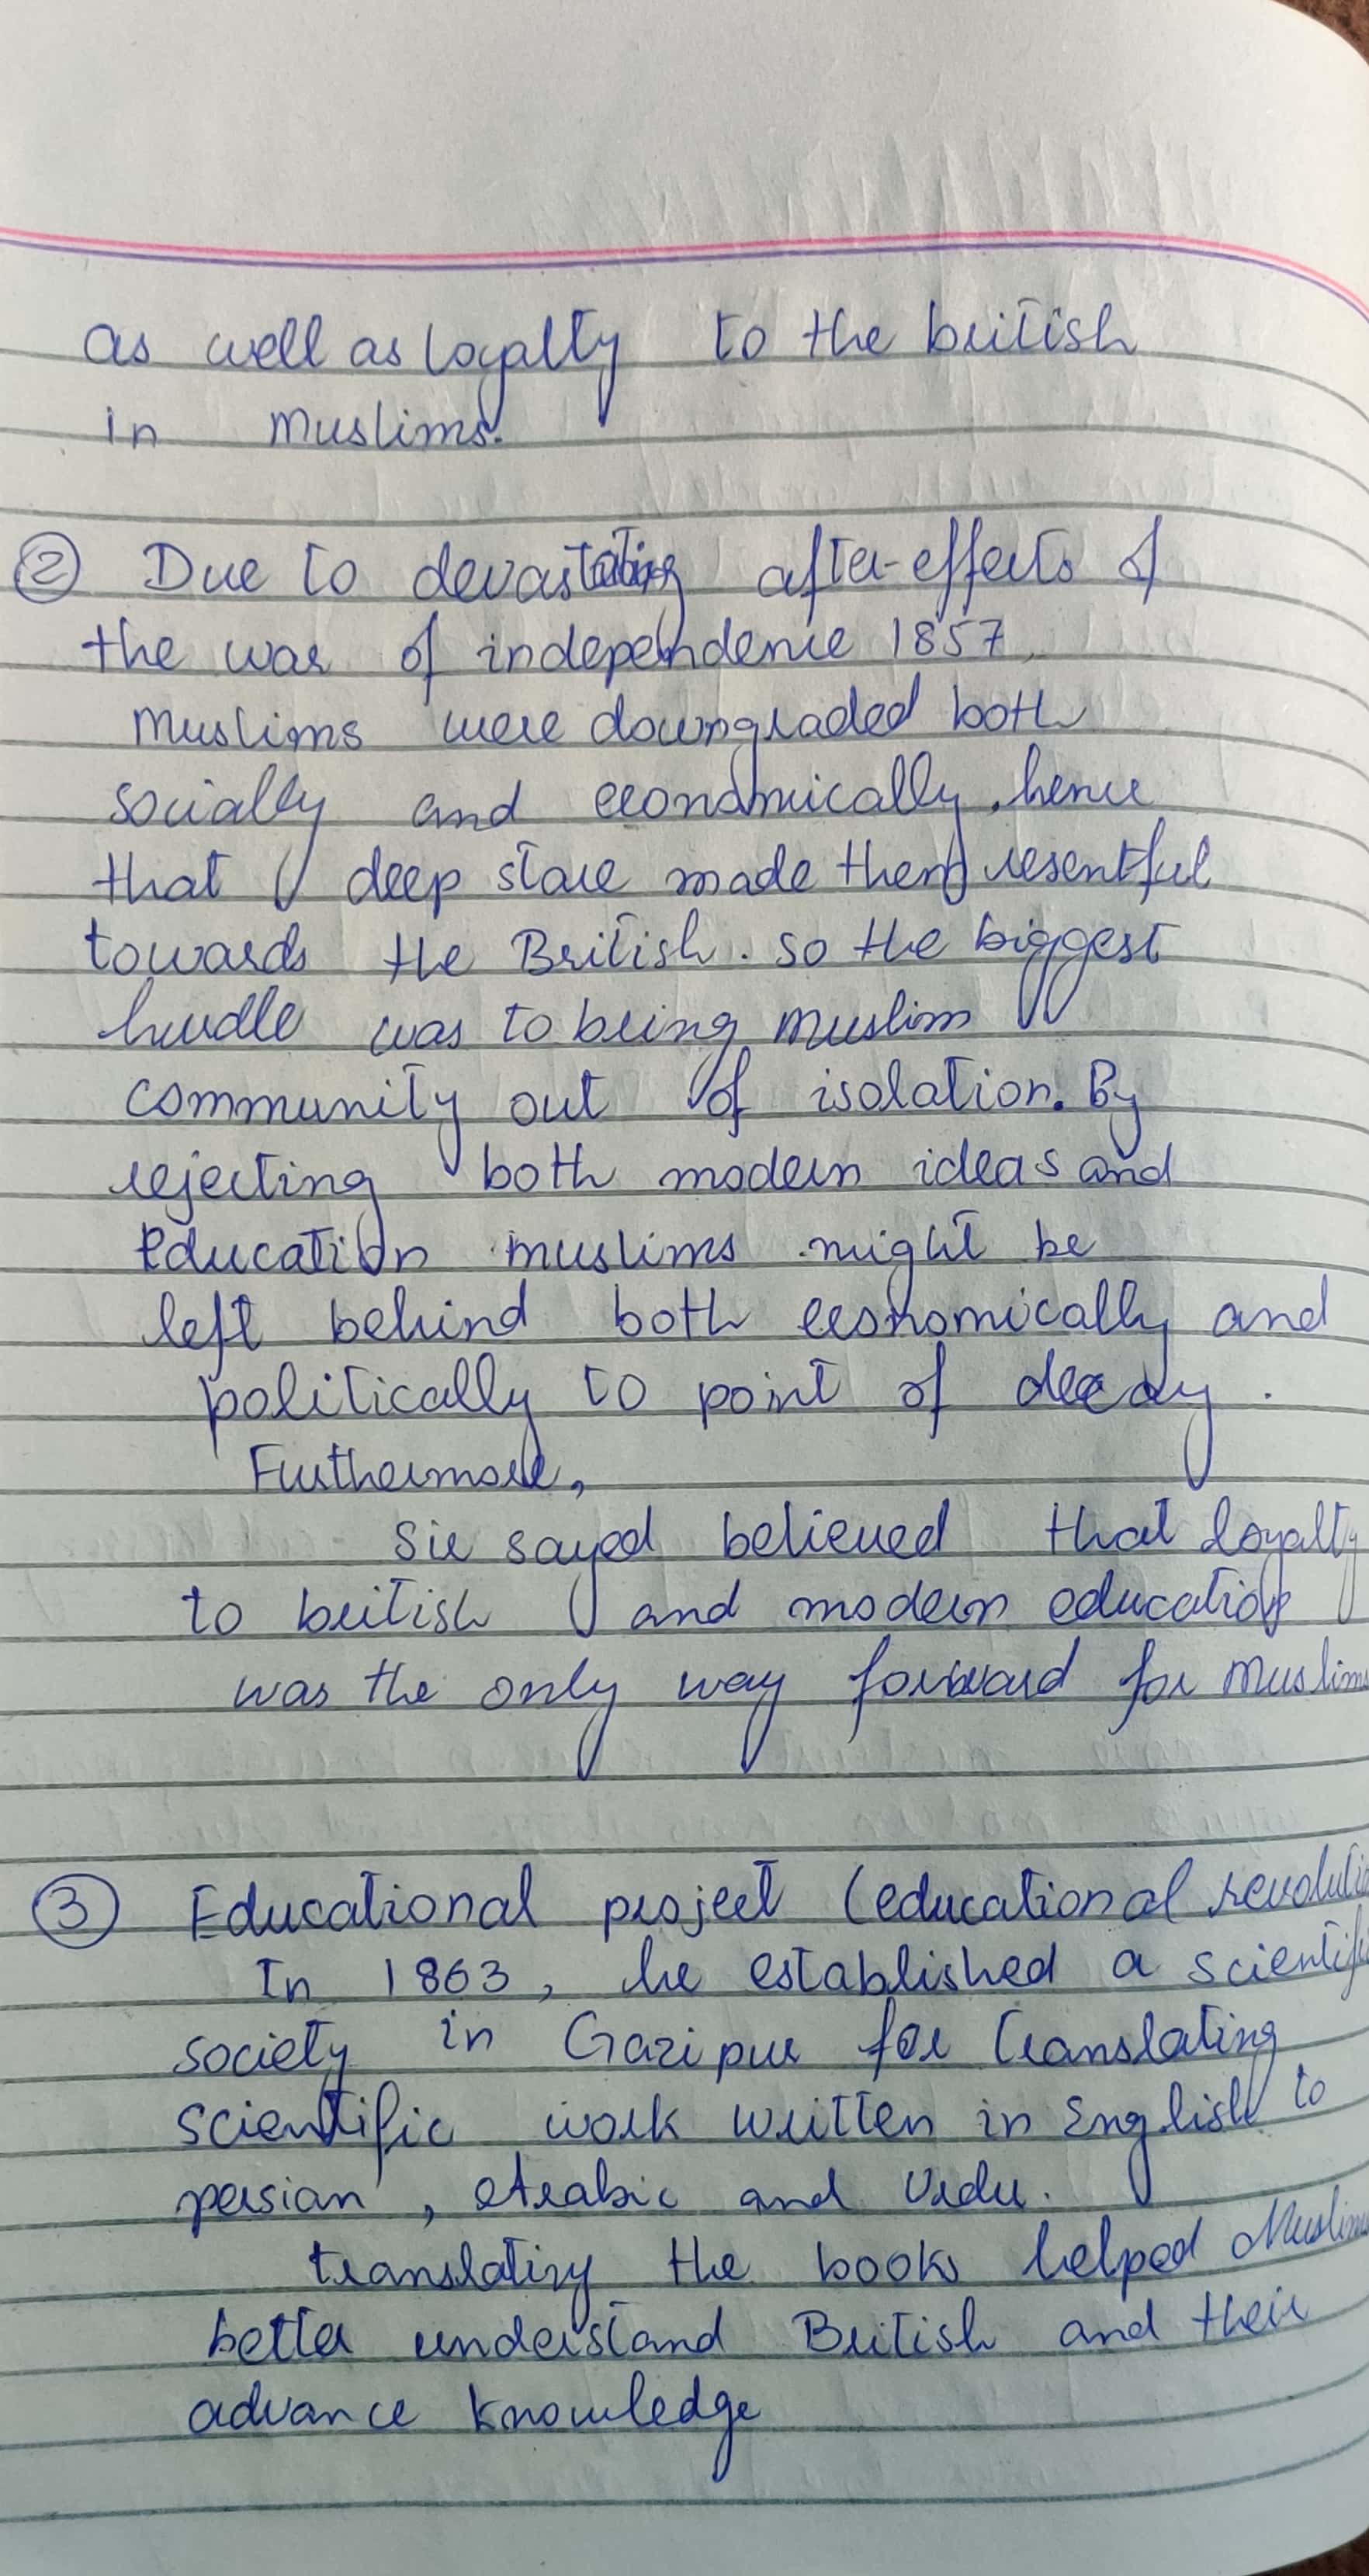 as well as loyalty to the british
in muslims.
② Due to devastating after-effects of
the war of independence 1857,
muslims were downgraded both
socially and economically, hence
that deep stare made them resentful
towards the British. so the biggest
hurdle was to bring muslim
community out of isolation. By
rejecting both modern ideas and
education muslims might be
left behind both economically and
politically to point of decay.
Furthermore,
Sir sayed believed that loyalty
to british and modern education
was the only way forward for muslims
③ Educational project (educational revolutio
In 1863, he established a scientif
society in Gazipur for translating
scientific work written in English to
persian, Arabic and Urdu.
translating the books helped Muslim
better understand British and their
advance knowledge